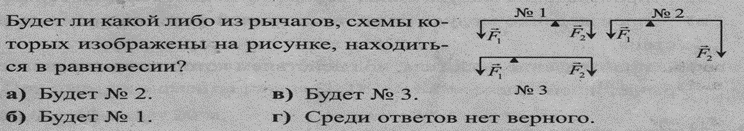 Будет ли какой либо из рычагов, схемы ко-
торых изображены на рисунке, находить-
ся в равновесии?
а) Будет № 2.
б) Будет № 1.
в) Будет № 3.
г) Среди ответов нет верного.
№ 1
F₁
F₂
№ 2
F₁
F₂
F₁
F₂
№ 3